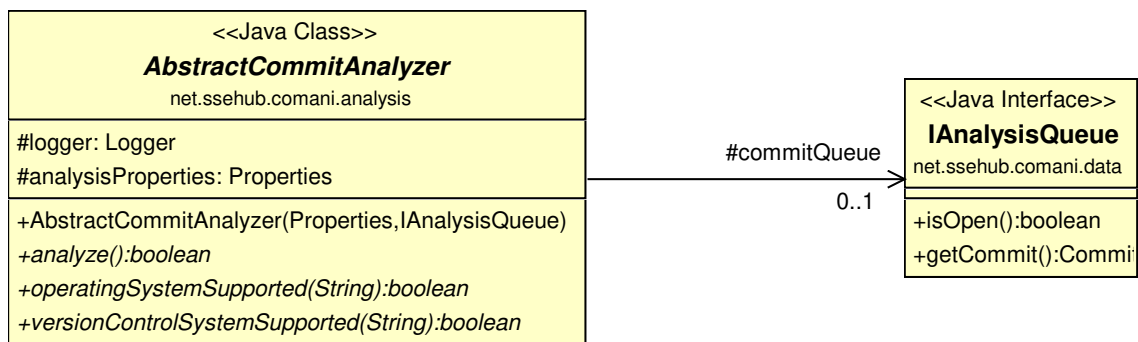 <<Java Class>>
AbstractCommitAnalyzer
net.ssehub.comani.analysis
#logger: Logger
#analysisProperties: Properties
+AbstractCommitAnalyzer(Properties,IAnalysisQueue)
+analyze():boolean
+operatingSystemSupported(String):boolean
+versionControlSystemSupported(String):boolean
#commitQueue
0..1
<<Java Interface>>
IAnalysisQueue
net.ssehub.comani.data
+isOpen():boolean
+getCommit():Commit